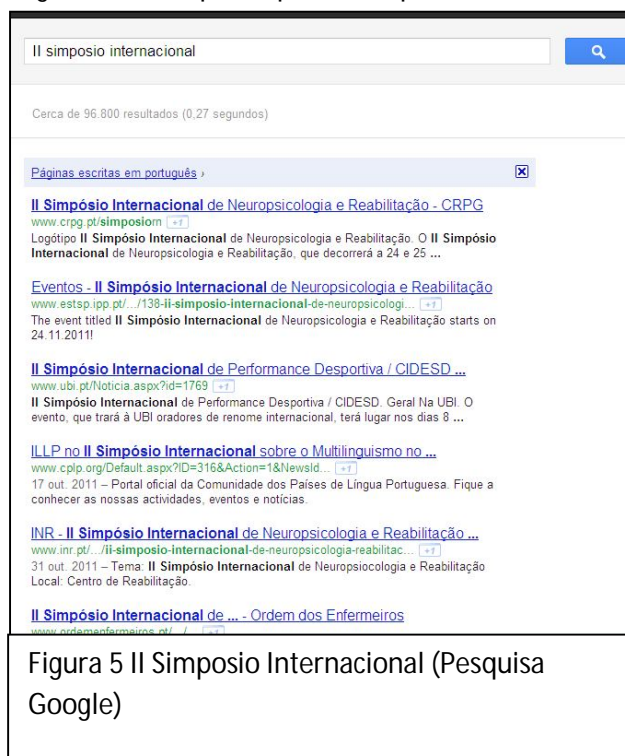 II simposio internacional
Cerca de 96.800 resultados (0,27 segundos)
Páginas escritas em português ›
II Simpósio Internacional de Neuropsicologia e Reabilitação - CRPG
www.crpg.pt/simposiorn +1
Logótipo II Simpósio Internacional de Neuropsicologia e Reabilitação. O II Simpósio
Internacional de Neuropsicologia e Reabilitação, que decorrerá a 24 e 25 ...
Eventos - II Simpósio Internacional de Neuropsicologia e Reabilitação
www.estsp.ipp.pt/.../138-ii-simposio-internacional-de-neuropsicologi... +1
The event titled II Simpósio Internacional de Neuropsicologia e Reabilitação starts on
24.11.2011!
II Simpósio Internacional de Performance Desportiva / CIDESD ...
www.ubi.pt/Noticia.aspx?id=1769 +1
II Simpósio Internacional de Performance Desportiva / CIDESD. Geral Na UBI. O
evento, que trará à UBI oradores de renome internacional, terá lugar nos dias 8 ...
ILLP no II Simpósio Internacional sobre o Multilinguismo no ...
www.cplp.org/Default.aspx?ID=316&Action=1&NewsId... +1
17 out. 2011 – Portal oficial da Comunidade dos Países de Língua Portuguesa. Fique a
conhecer as nossas actividades, eventos e notícias.
INR - II Simpósio Internacional de Neuropsicologia e Reabilitação ...
www.inr.pt/.../ii-simposio-internacional-de-neuropsicologia-reabilitac... +1
31 out. 2011 – Tema: II Simpósio Internacional de Neuropsiocologia e Reabilitação
Local: Centro de Reabilitação.
II Simpósio Internacional de ... - Ordem dos Enfermeiros
www.ordemenfermeiros.pt/.../... +1
Figura 5 II Simposio Internacional (Pesquisa
Google)